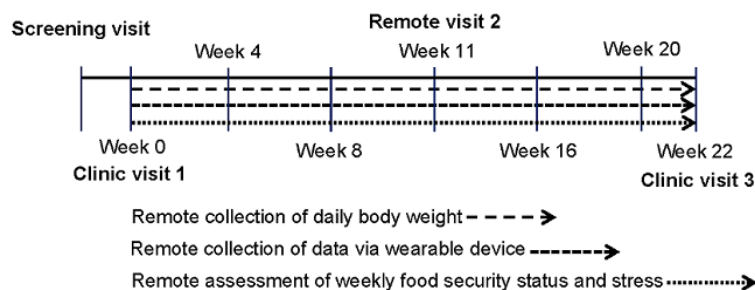 Screening visit
Remote visit 2
Week 4
Week 11
Week 20
Week 0
Week 8
Week 16
Week 22
Clinic visit 1
Clinic visit 3
Remote collection of daily body weight
Remote collection of data via wearable device
Remote assessment of weekly food security status and stress